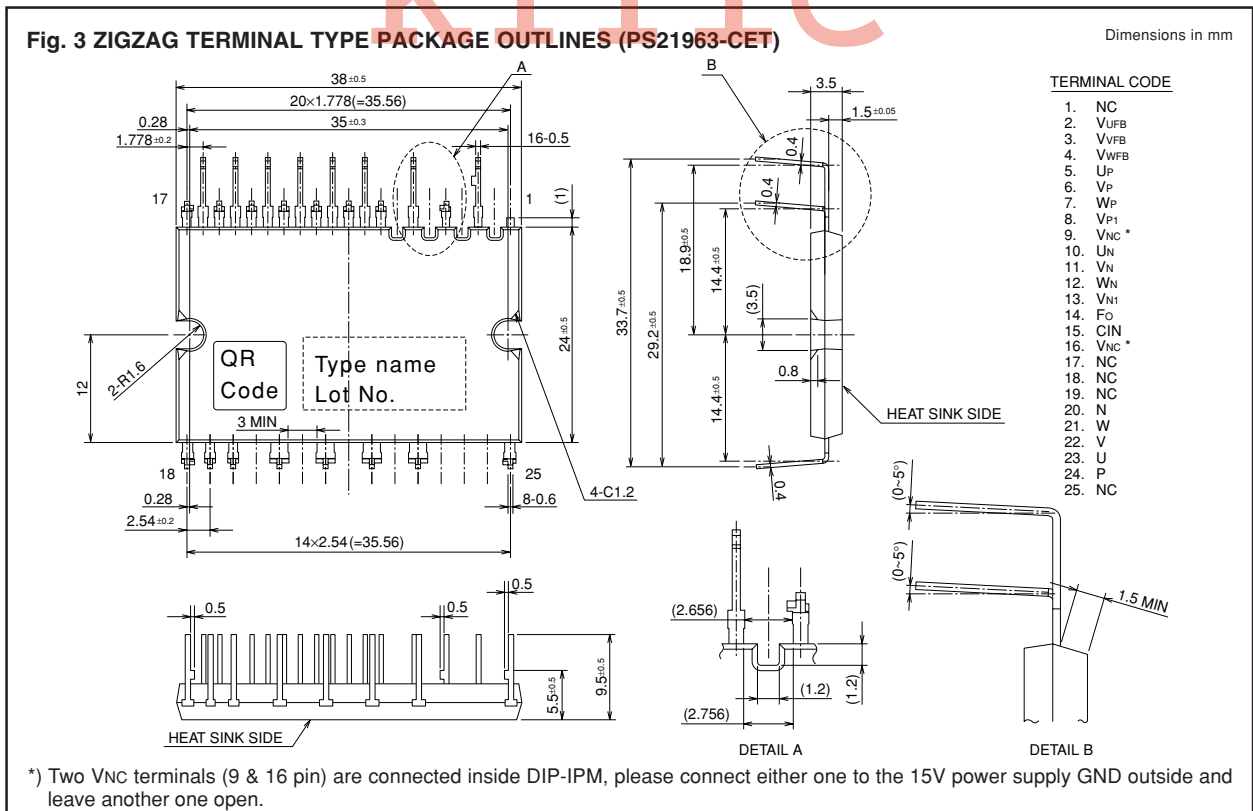 KITIC
Fig. 3 ZIGZAG TERMINAL TYPE PACKAGE OUTLINES (PS21963-CET)
Dimensions in mm
A
38±0.5
20×1.778(=35.56)
0.28
35±0.3
1.778±0.2
16-0.5
17
1
(1)
24±0.5
12
2-R1.6
QR
Code
Type name
Lot No.
3 MIN
18
25
0.28
4-C1.2
8-0.6
2.54±0.2
14×2.54(=35.56)
B
3.5
1.5±0.05
0.4
0.4
33.7±0.5
29.2±0.5
18.9±0.5
14.4±0.5
(3.5)
0.8
14.4±0.5
HEAT SINK SIDE
0.4
TERMINAL CODE
1. NC
2. VUFB
3. VVFB
4. VWFB
5. UP
6. VP
7. WP
8. VP1
9. VNC *
10. UN
11. VN
12. WN
13. VN1
14. FO
15. CIN
16. VNC *
17. NC
18. NC
19. NC
20. N
21. W
22. V
23. U
24. P
25. NC
0.5
0.5
0.5
5.5±0.5
9.5±0.5
HEAT SINK SIDE
(2.656)
(1.2)
(1.2)
(2.756)
DETAIL A
(0~5°)
(0~5°)
1.5 MIN
DETAIL B
*) Two VNC terminals (9 & 16 pin) are connected inside DIP-IPM, please connect either one to the 15V power supply GND outside and
leave another one open.